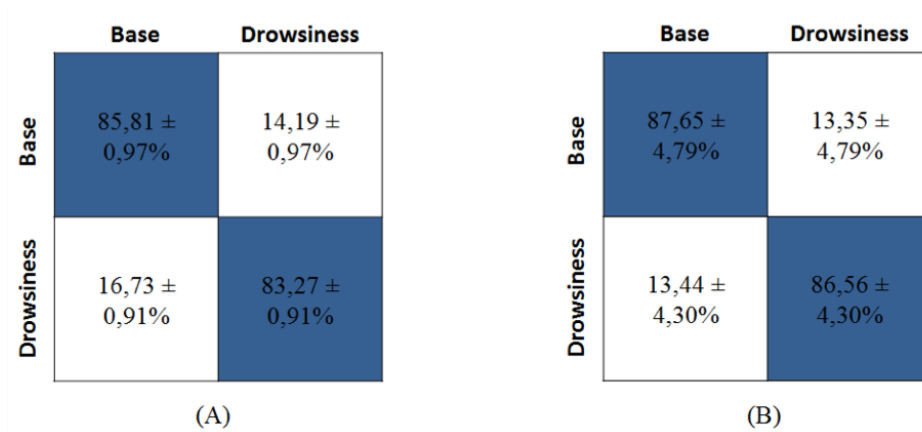 Base Drowsiness
Base
85,81 ±
0,97%
14,19 ±
0,97%
Drowsiness
16,73 ±
0,91%
83,27 ±
0,91%
(A)
Base Drowsiness
Base
87,65 ±
4,79%
13,35 ±
4,79%
Drowsiness
13,44 ±
4,30%
86,56 ±
4,30%
(B)